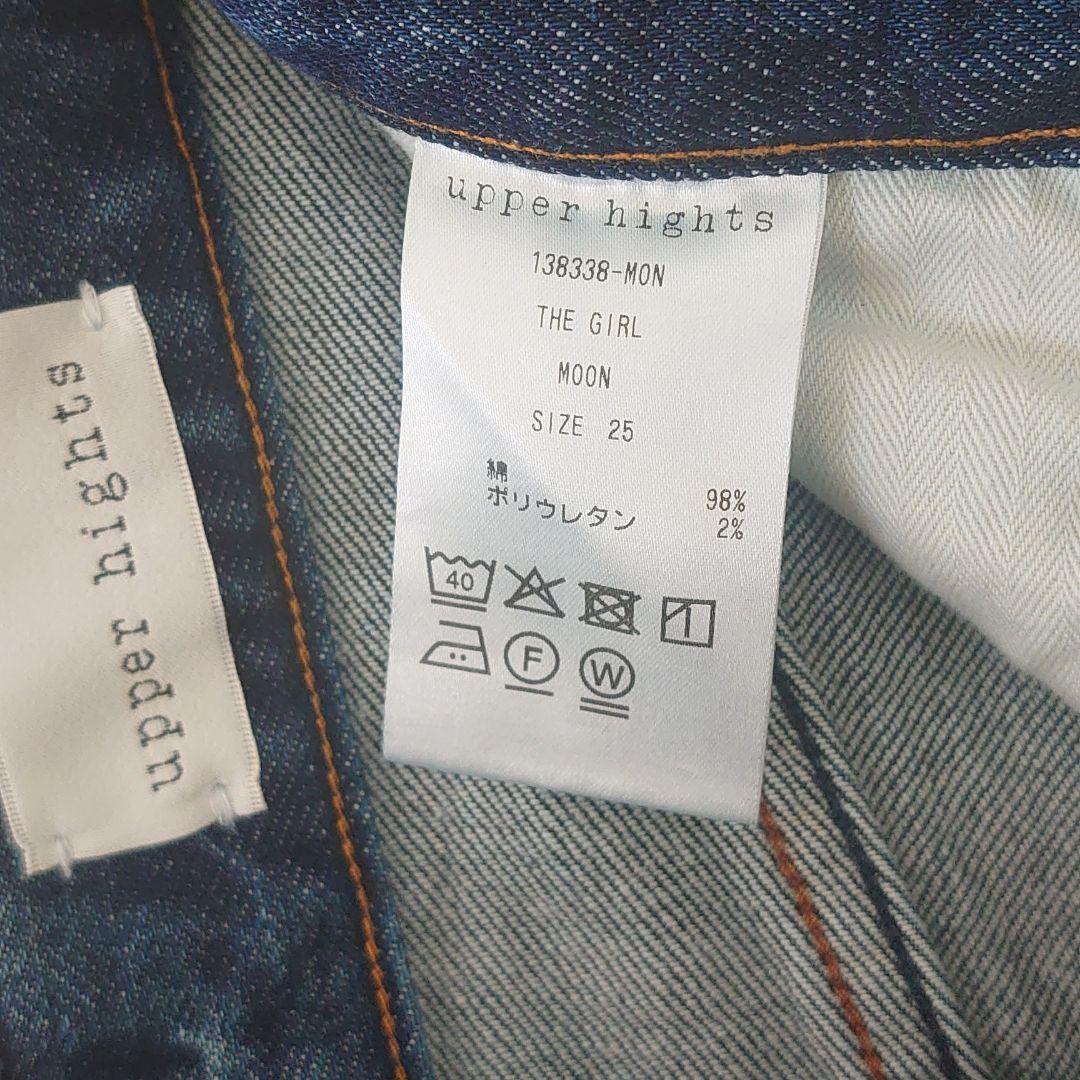 upper hights
138338-MON
THE GIRL
MOON
SIZE 25
綿 98%
ポリウレタン 2%
40
F
W
upper hights